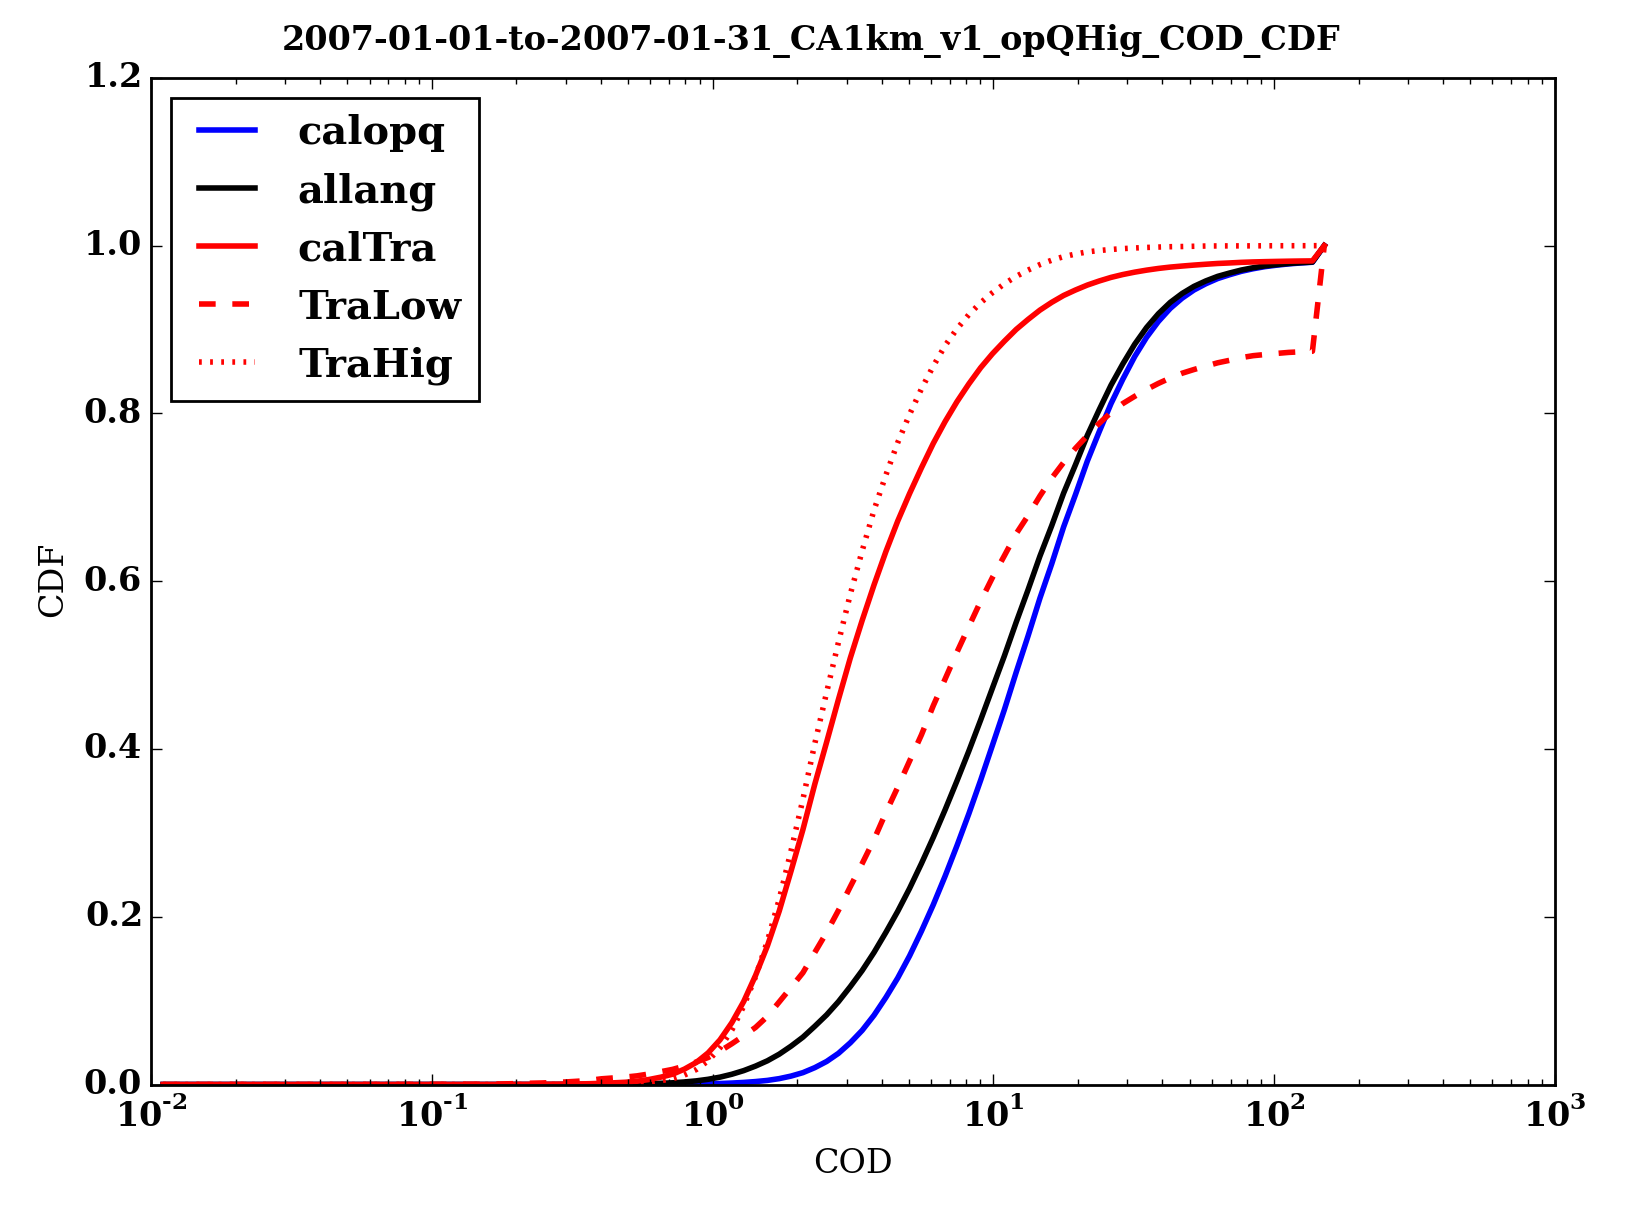 2007-01-01-to-2007-01-31_CA1km_v1_opQHig_COD_CDF
1.2
1.0
0.8
0.6
0.4
0.2
0.0
CDF
calopq
allang
calTra
TraLow
TraHig
10⁻² 10⁻¹ 10⁰ 10¹ 10² 10³
COD